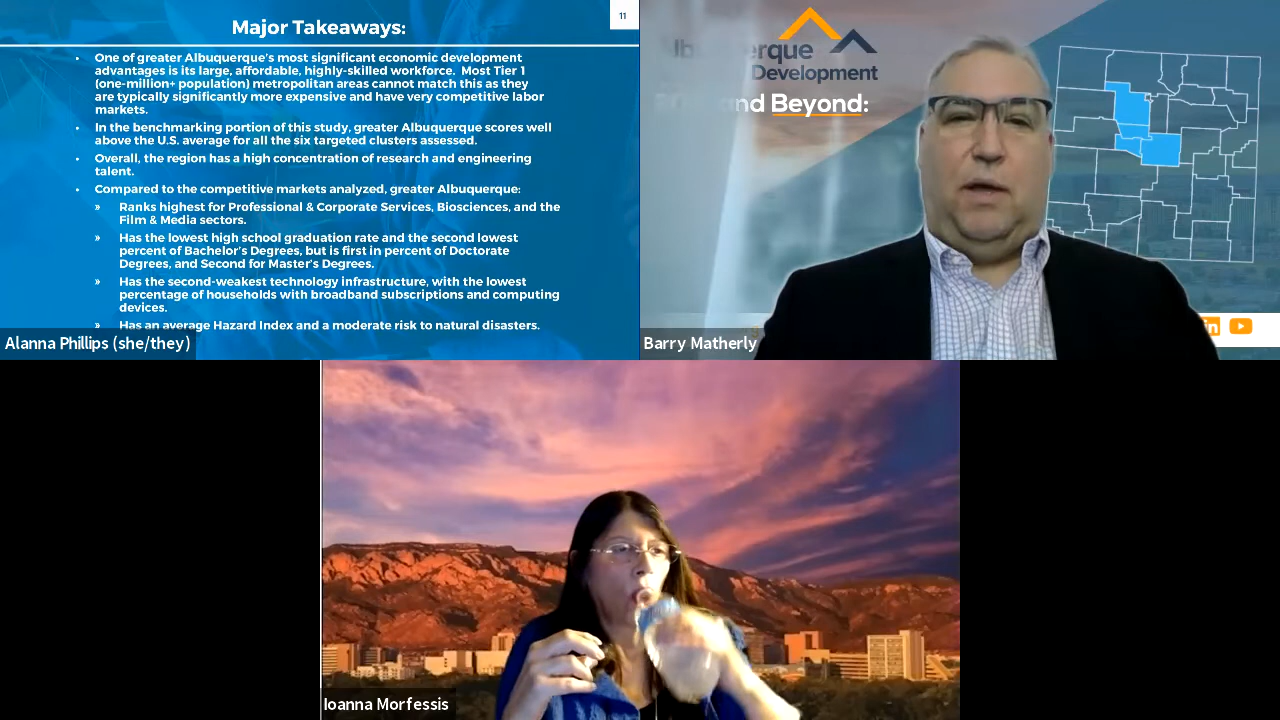 11
Major Takeaways:
• One of greater Albuquerque's most significant economic development
advantages is its large, affordable, highly-skilled workforce. Most Tier 1
(one-million+ population) metropolitan areas cannot match this as they
are typically significantly more expensive and have very competitive labor
markets.
• In the benchmarking portion of this study, greater Albuquerque scores well
above the U.S. average for all the six targeted clusters assessed.
• Overall, the region has a high concentration of research and engineering
talent.
• Compared to the competitive markets analyzed, greater Albuquerque:
» Ranks highest for Professional & Corporate Services, Biosciences, and the
Film & Media sectors.
» Has the lowest high school graduation rate and the second lowest
percent of Bachelor's Degrees, but is first in percent of Doctorate
Degrees, and Second for Master's Degrees.
» Has the second-weakest technology infrastructure, with the lowest
percentage of households with broadband subscriptions and computing
devices.
» Has an average Hazard Index and a moderate risk to natural disasters.
Alanna Phillips (she/they)
lbuquerque
Development
nd Beyond:
in
Barry Matherly
Ioanna Morfessis